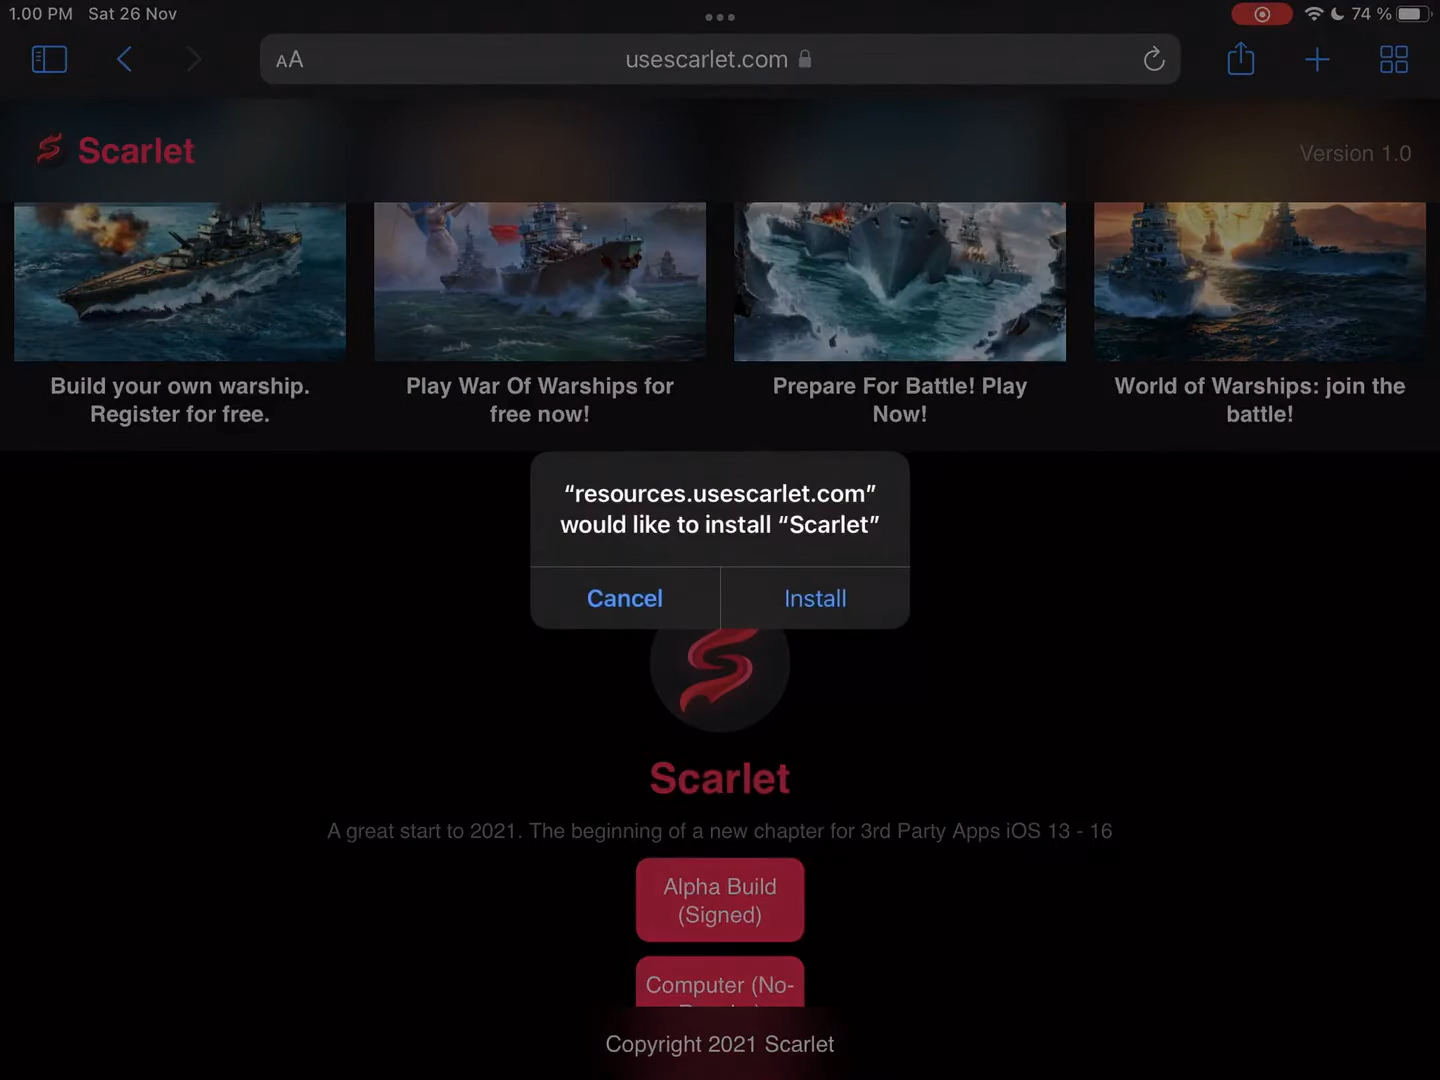 1.00 PM Sat 26 Nov
74 %
AA
usescarlet.com
Scarlet
Version 1.0
Build your own warship.
Register for free.
Play War Of Warships for
free now!
Prepare For Battle! Play
Now!
World of Warships: join the
battle!
“resources.usescarlet.com”
would like to install “Scarlet”
Cancel
Install
Scarlet
A great start to 2021. The beginning of a new chapter for 3rd Party Apps iOS 13 - 16
Alpha Build
(Signed)
Computer (No-
Copyright 2021 Scarlet